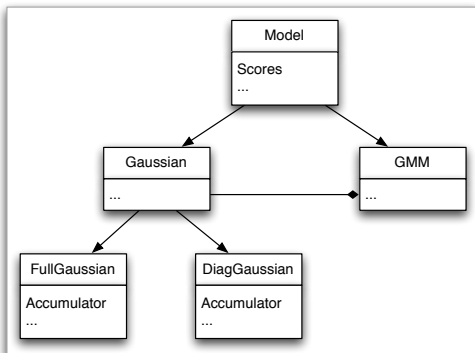 Model
Scores
...
Gaussian
...
GMM
...
FullGaussian
Accumulator
...
DiagGaussian
Accumulator
...